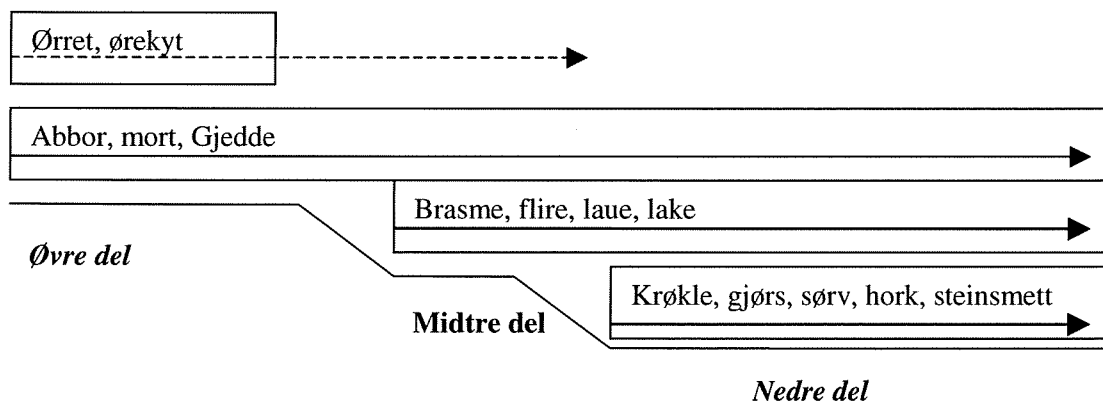 Ørret, ørekyt
Abbor, mort, Gjedde
Brasme, flire, laue, lake
Øvre del
Krøkle, gjørs, sørv, hork, steinsmett
Midtre del
Nedre del